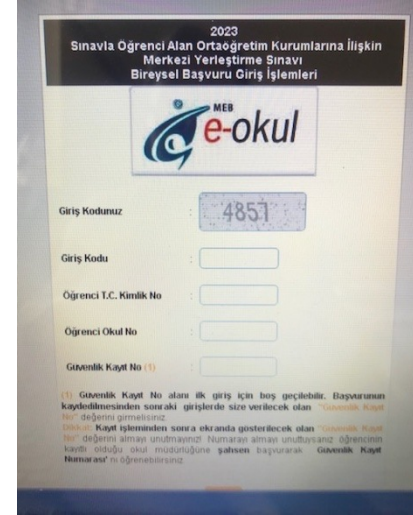 2023
Sınavla Öğrenci Alan Ortaöğretim Kurumlarına İlişkin
Merkezi Yerleştirme Sınavı
Bireysel Başvuru Giriş İşlemleri
MEB
e-okul
Giriş Kodunuz : 4857
Giriş Kodu :
Öğrenci T.C. Kimlik No :
Öğrenci Okul No :
Güvenlik Kayıt No (1) :
(1) Güvenlik Kayıt No alanı ilk giriş için boş geçilebilir. Başvurunun
kaydedilmesinden sonraki girişlerde size verilecek olan "Güvenlik Kayıt
No" değerini girmelisiniz.
Dikkat: Kayıt işleminden sonra ekranda gösterilecek olan "Güvenlik Kayıt
No" değerini almayı unutmayınız! Numarayı almayı unuttuysanız öğrencinin
kayıtlı olduğu okul müdürlüğüne şahsen başvurarak Güvenlik Kayıt
Numarası' nı öğrenebilirsiniz.